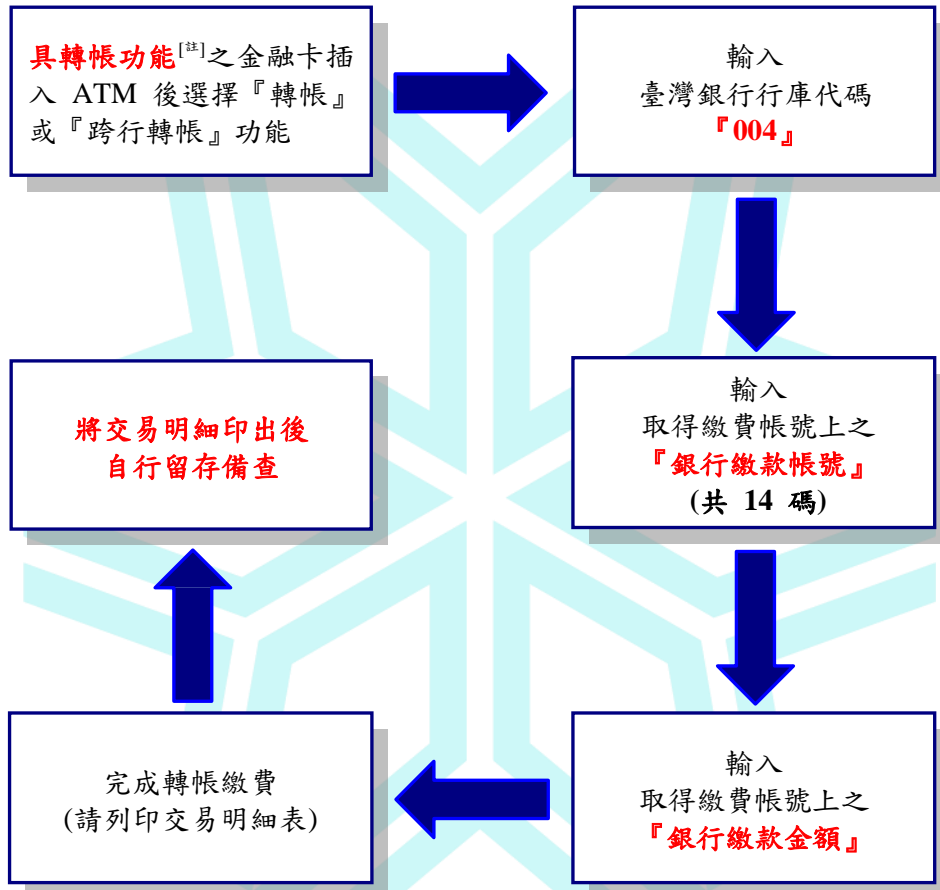 具轉帳功能[註]之金融卡插
入 ATM 後選擇『轉帳』
或『跨行轉帳』功能
輸入
臺灣銀行行庫代碼
『004』
輸入
取得繳費帳號上之
『銀行繳款帳號』
(共 14 碼)
輸入
取得繳費帳號上之
『銀行繳款金額』
完成轉帳繳費
(請列印交易明細表)
將交易明細印出後
自行留存備查